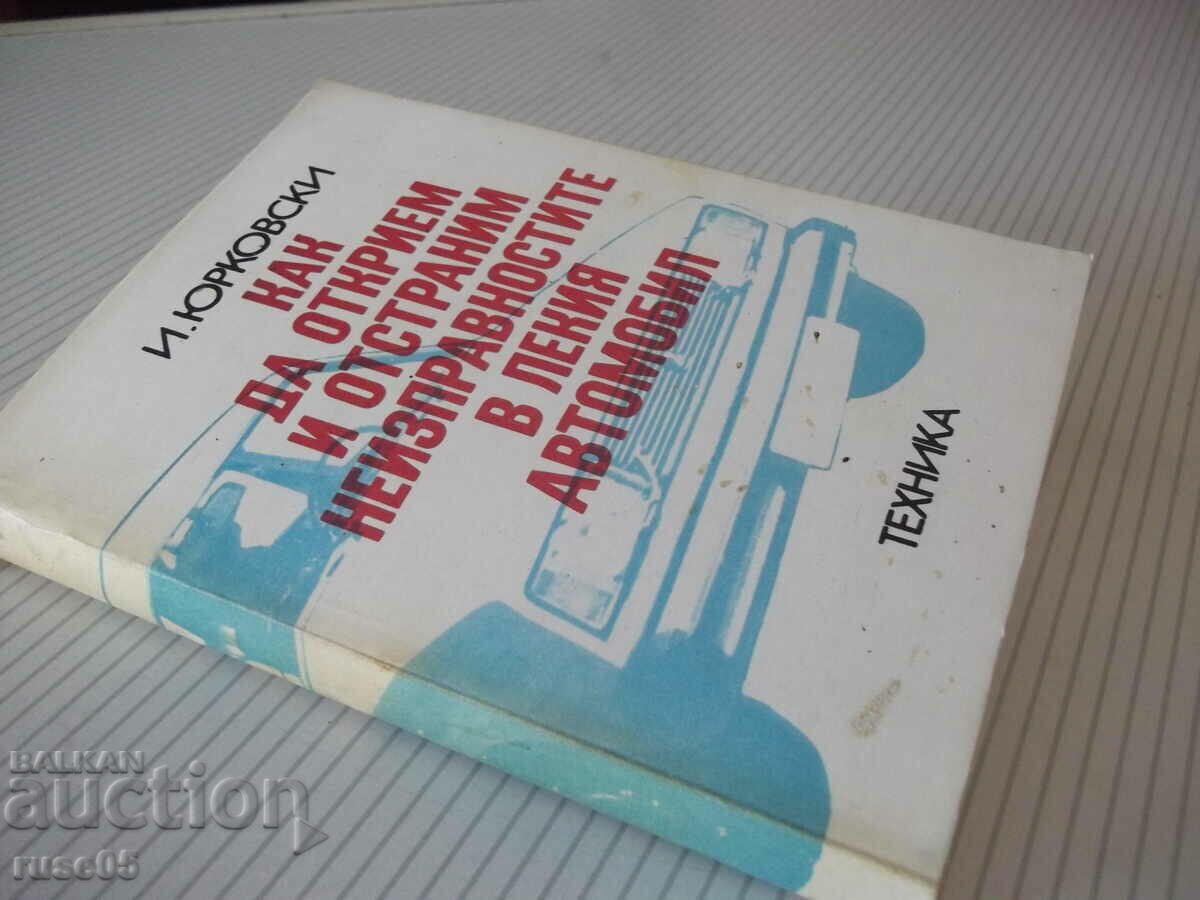 И. ЮРКОВСКИ
КАК
ДА ОТКРИЕМ
И ОТСТРАНИМ
НЕИЗПРАВНОСТИТЕ
В ЛЕКИЯ
АВТОМОБИЛ
ТЕХНИКА
BALKAN
auction
ruse05